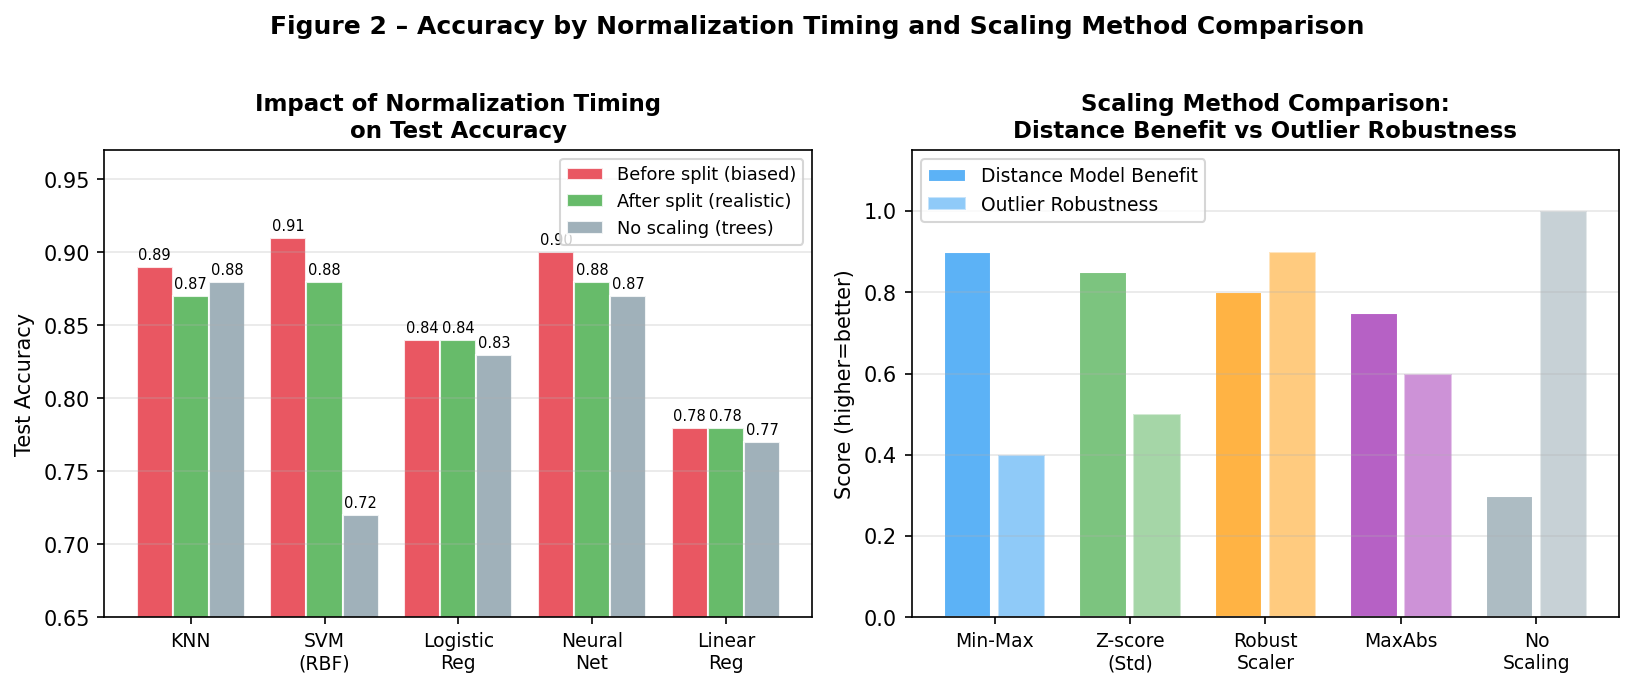 Figure 2 – Accuracy by Normalization Timing and Scaling Method Comparison
Impact of Normalization Timing
on Test Accuracy
Before split (biased)
After split (realistic)
No scaling (trees)
Test Accuracy
0.95
0.90
0.85
0.80
0.75
0.70
0.65
0.89
0.87
0.88
0.91
0.88
0.72
0.84
0.84
0.83
0.90
0.88
0.87
0.78
0.78
0.77
KNN
SVM
(RBF)
Logistic
Reg
Neural
Net
Linear
Reg
Scaling Method Comparison:
Distance Benefit vs Outlier Robustness
Distance Model Benefit
Outlier Robustness
Score (higher=better)
1.0
0.8
0.6
0.4
0.2
0.0
Min-Max
Z-score
(Std)
Robust
Scaler
MaxAbs
No
Scaling